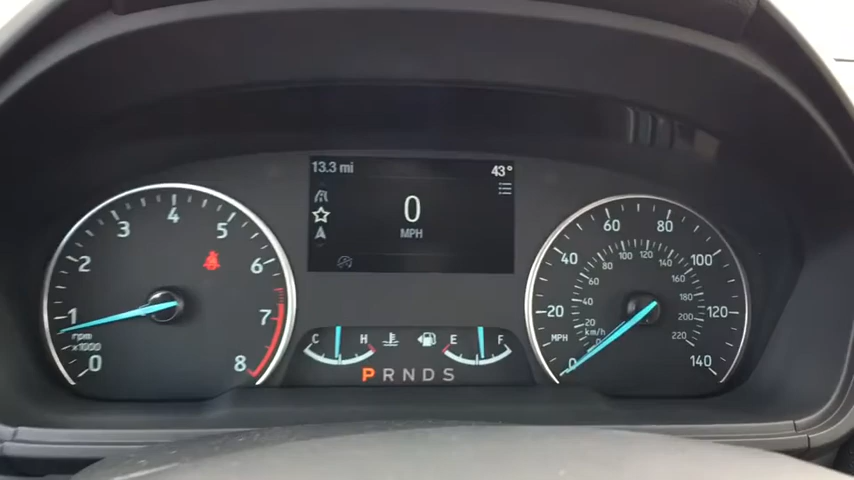 13.3 mi 43°
0
MPH
0 1 2 3 4 5 6 7 8
rpm
x1000
C H
E F
P R N D S
0 20 40 60 80 100 120 140
MPH
km/h
0 20 40 60 80 100 120 140 160 180 200 220